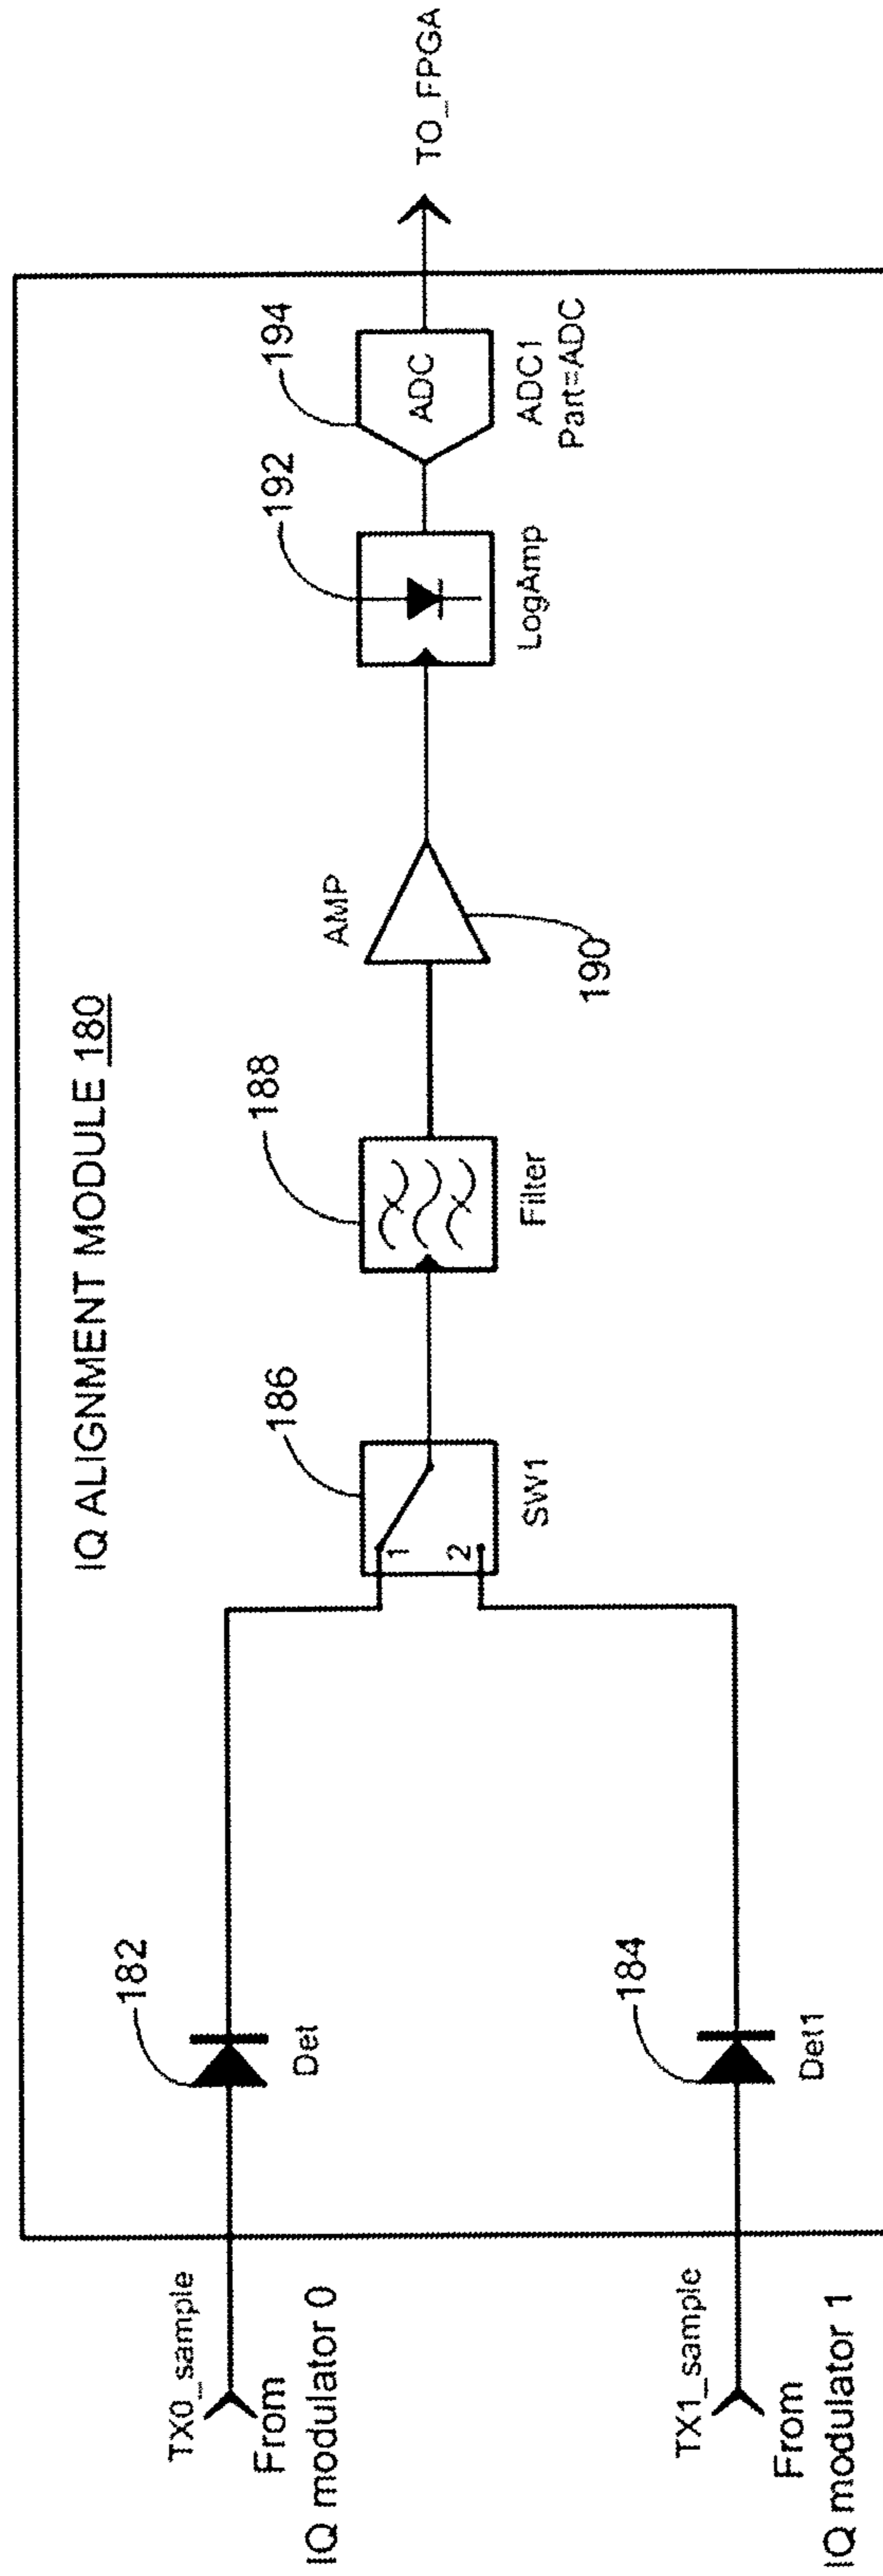 IQ ALIGNMENT MODULE 180
TX0_sample
From
IQ modulator 0
182
Det
TX1_sample
From
IQ modulator 1
184
Det1
186
1
2
SW1
188
Filter
AMP
190
192
LogAmp
194
ADC
ADC1
Part=ADC
TO_FPGA